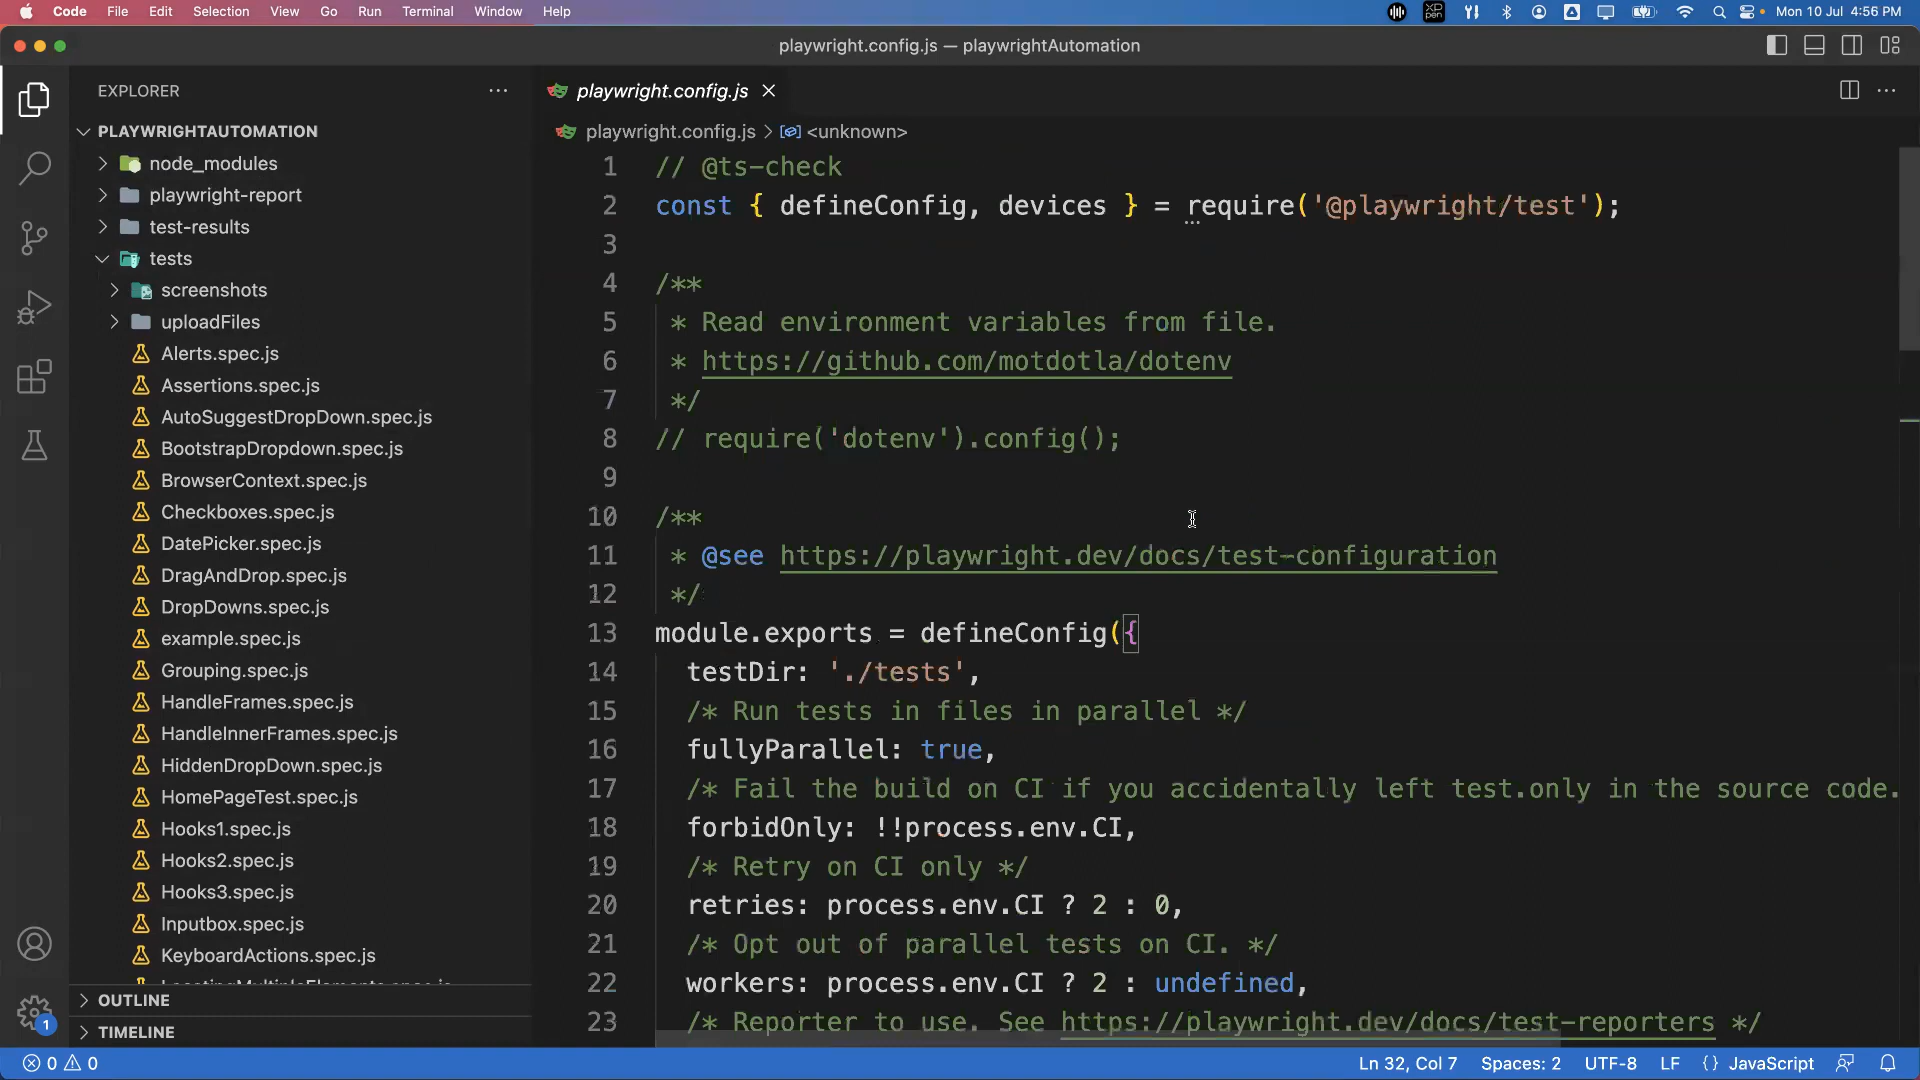 Code File Edit Selection View Go Run Terminal Window Help
XP pen
Mon 10 Jul 4:56 PM
playwright.config.js — playwrightAutomation
EXPLORER
PLAYWRIGHTAUTOMATION
node_modules
playwright-report
test-results
tests
screenshots
uploadFiles
Alerts.spec.js
Assertions.spec.js
AutoSuggestDropDown.spec.js
BootstrapDropdown.spec.js
BrowserContext.spec.js
Checkboxes.spec.js
DatePicker.spec.js
DragAndDrop.spec.js
DropDowns.spec.js
example.spec.js
Grouping.spec.js
HandleFrames.spec.js
HandleInnerFrames.spec.js
HiddenDropDown.spec.js
HomePageTest.spec.js
Hooks1.spec.js
Hooks2.spec.js
Hooks3.spec.js
Inputbox.spec.js
KeyboardActions.spec.js
OUTLINE
TIMELINE
1
playwright.config.js
playwright.config.js > <unknown>
1 // @ts-check
2 const { defineConfig, devices } = require('@playwright/test');
3
4 /**
5 * Read environment variables from file.
6 * https://github.com/motdotla/dotenv
7 */
8 // require('dotenv').config();
9
10 /**
11 * @see https://playwright.dev/docs/test-configuration
12 */
13 module.exports = defineConfig({
14 testDir: './tests',
15 /* Run tests in files in parallel */
16 fullyParallel: true,
17 /* Fail the build on CI if you accidentally left test.only in the source code.
18 forbidOnly: !!process.env.CI,
19 /* Retry on CI only */
20 retries: process.env.CI ? 2 : 0,
21 /* Opt out of parallel tests on CI. */
22 workers: process.env.CI ? 2 : undefined,
23 /* Reporter to use. See https://playwright.dev/docs/test-reporters */
0 0
Ln 32, Col 7 Spaces: 2 UTF-8 LF {} JavaScript